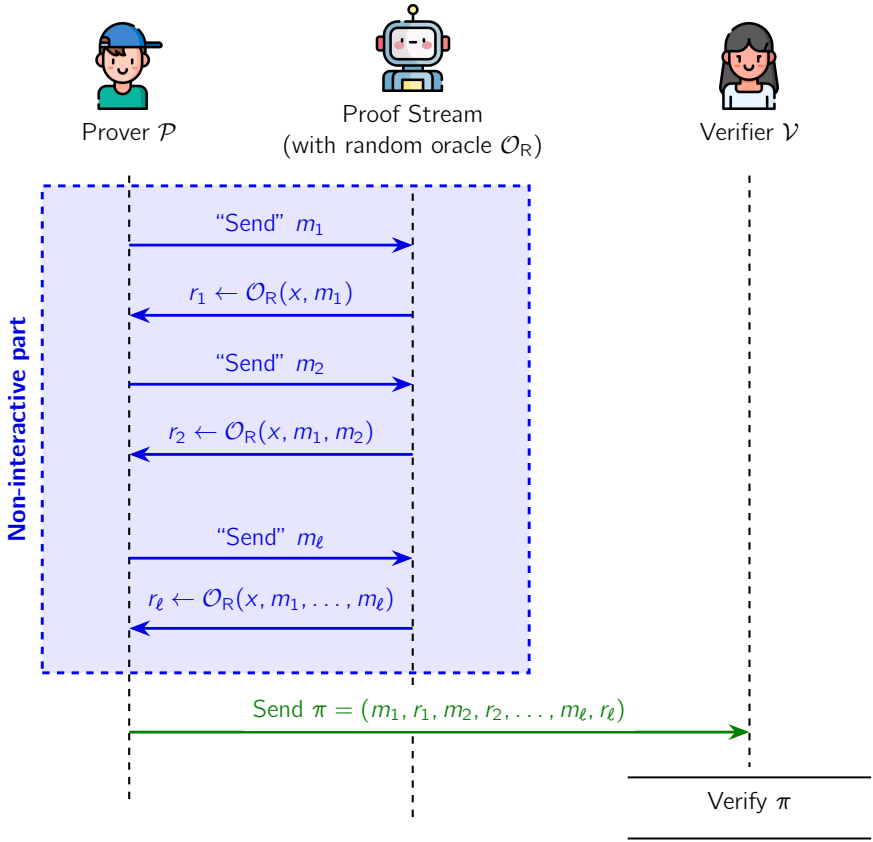 Prover 𝒫
Proof Stream
(with random oracle 𝒪_R)
Verifier 𝒱
Non-interactive part
“Send” m₁
r₁ ← 𝒪_R(x, m₁)
“Send” m₂
r₂ ← 𝒪_R(x, m₁, m₂)
“Send” m_ℓ
r_ℓ ← 𝒪_R(x, m₁, . . . , m_ℓ)
Send π = (m₁, r₁, m₂, r₂, . . . , m_ℓ, r_ℓ)
Verify π